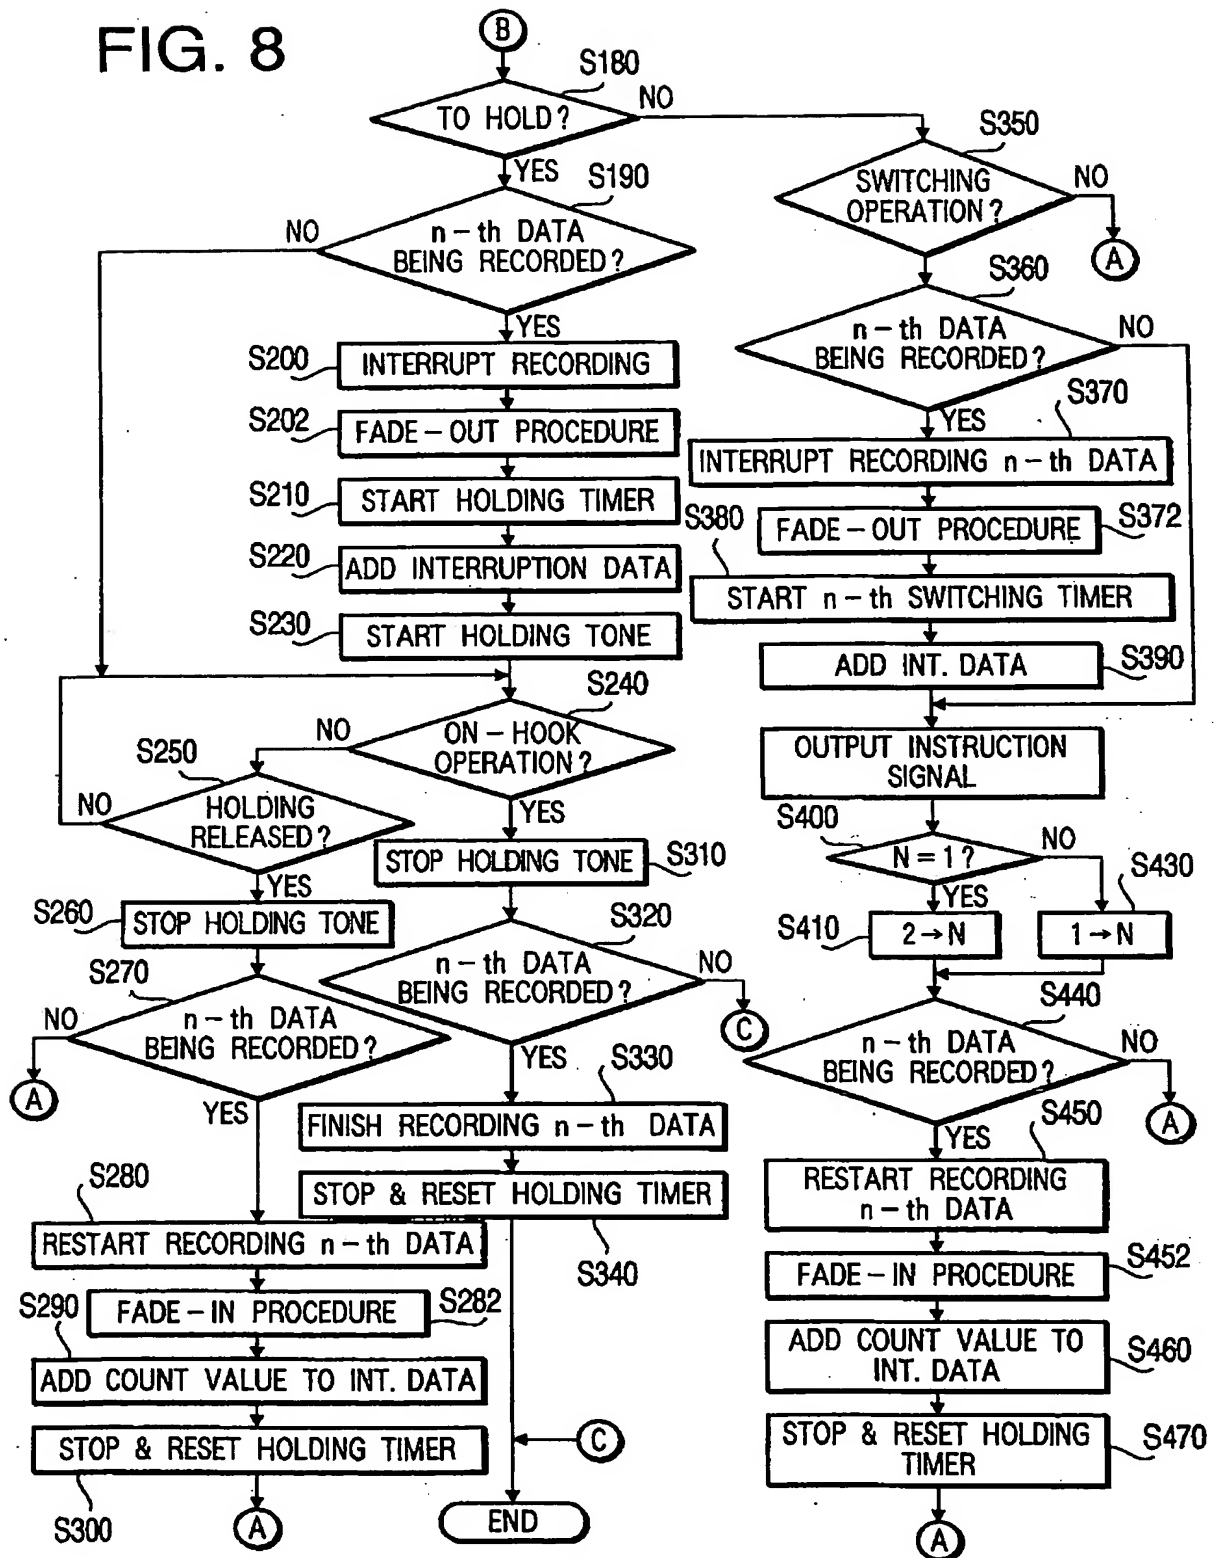 FIG. 8
B
S180
TO HOLD?
NO
YES
S190
n-th DATA
BEING RECORDED?
NO
YES
S200
INTERRUPT RECORDING
S202
FADE-OUT PROCEDURE
S210
START HOLDING TIMER
S220
ADD INTERRUPTION DATA
S230
START HOLDING TONE
S240
ON-HOOK
OPERATION?
NO
YES
S250
HOLDING
RELEASED?
NO
YES
S260
STOP HOLDING TONE
S270
n-th DATA
BEING RECORDED?
NO
A
YES
S280
RESTART RECORDING n-th DATA
FADE-IN PROCEDURE
S282
S290
ADD COUNT VALUE TO INT. DATA
STOP & RESET HOLDING TIMER
S300
A
STOP HOLDING TONE
S310
S320
n-th DATA
BEING RECORDED?
NO
C
YES
S330
FINISH RECORDING n-th DATA
STOP & RESET HOLDING TIMER
S340
C
END
S350
SWITCHING
OPERATION?
NO
A
S360
n-th DATA
BEING RECORDED?
NO
YES
S370
INTERRUPT RECORDING n-th DATA
FADE-OUT PROCEDURE
S372
S380
START n-th SWITCHING TIMER
ADD INT. DATA
S390
OUTPUT INSTRUCTION
SIGNAL
S400
N=1?
NO
YES
S410
2→N
S430
1→N
S440
n-th DATA
BEING RECORDED?
NO
A
YES
S450
RESTART RECORDING
n-th DATA
FADE-IN PROCEDURE
S452
ADD COUNT VALUE TO
INT. DATA
S460
STOP & RESET HOLDING
TIMER
S470
A